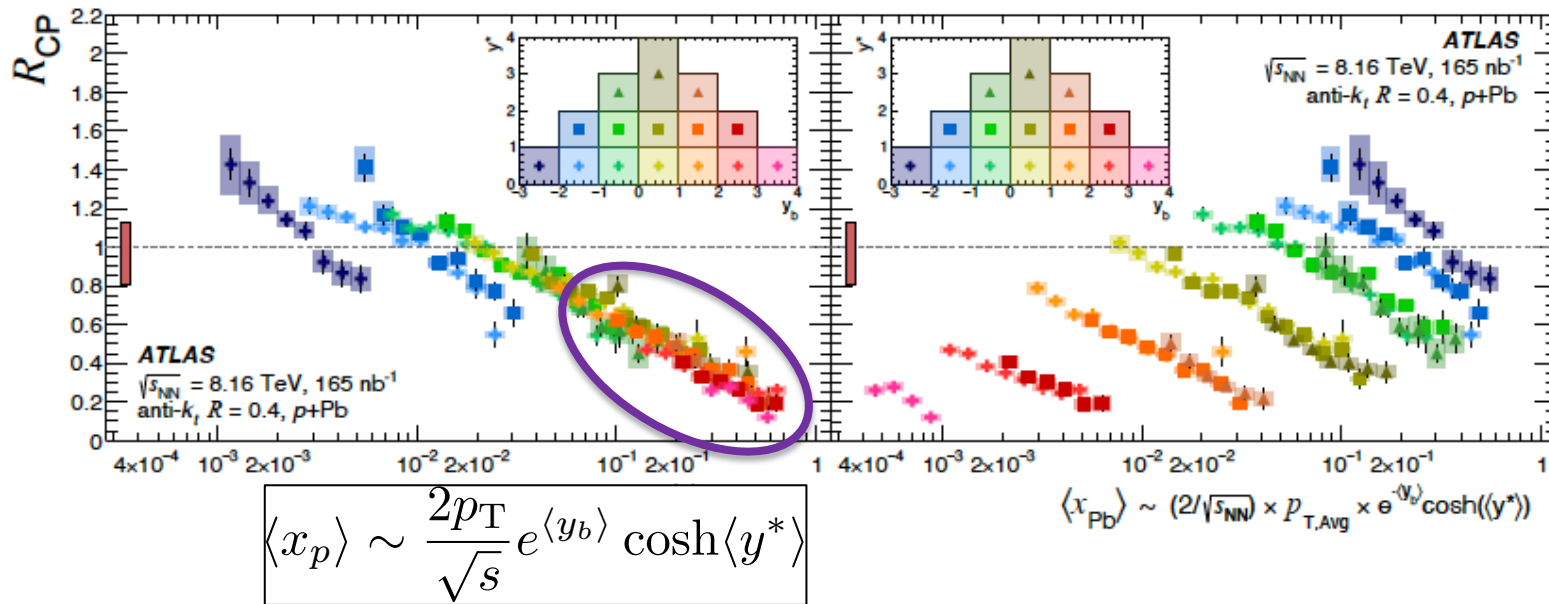 R_CP
2.2
2
1.8
1.6
1.4
1.2
1
0.8
0.6
0.4
0.2
0
y*
4
3
2
1
0
−3 −2 −1 0 1 2 3 4
y_b
ATLAS
√s_NN = 8.16 TeV, 165 nb⁻¹
anti-k_t R = 0.4, p+Pb
4×10⁻⁴ 10⁻³ 2×10⁻³ 10⁻² 2×10⁻² 10⁻¹ 2×10⁻¹ 1
⟨x_p⟩ ∼ 2p_T/√s e^⟨y_b⟩ cosh⟨y*⟩
y*
4
3
2
1
0
−3 −2 −1 0 1 2 3 4
y_b
ATLAS
√s_NN = 8.16 TeV, 165 nb⁻¹
anti-k_t R = 0.4, p+Pb
4×10⁻⁴ 10⁻³ 2×10⁻³ 10⁻² 2×10⁻² 10⁻¹ 2×10⁻¹ 1
⟨x_Pb⟩ ~ (2/√s_NN) × p_T,Avg × e^-⟨y_b⟩ cosh(⟨y*⟩)